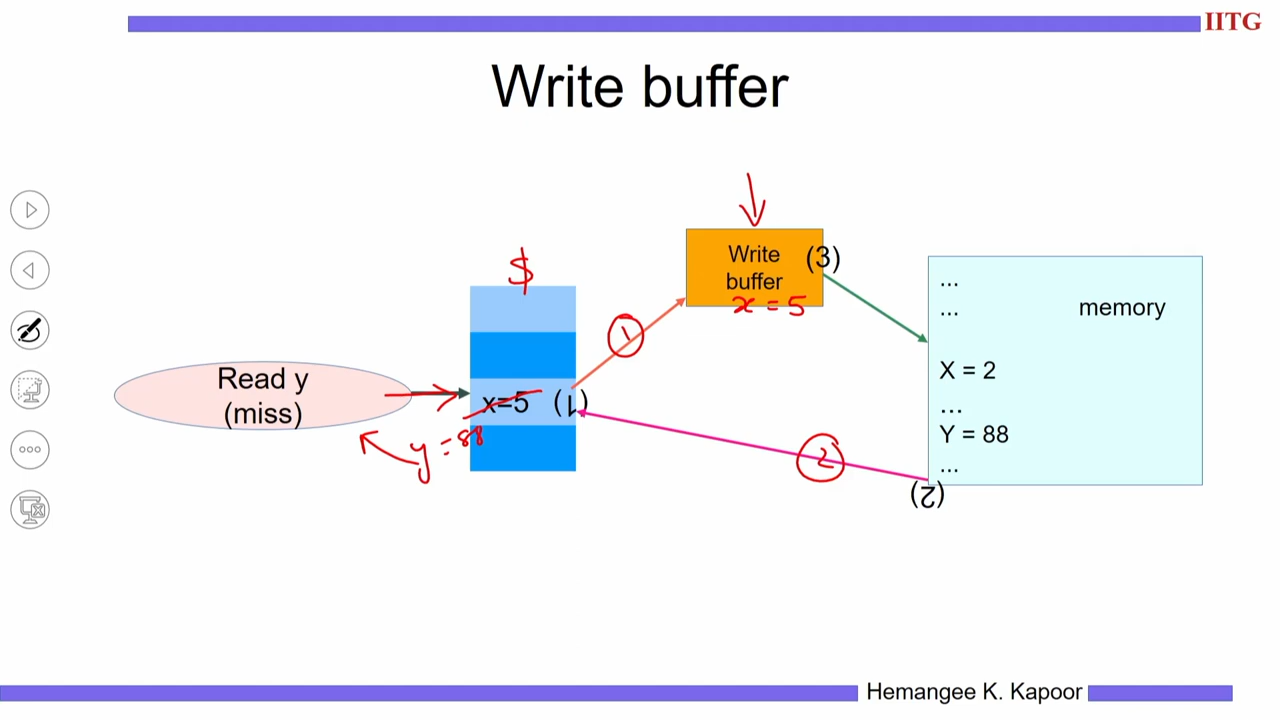 IITG
Write buffer
$
Write
buffer
(3)
x = 5
1
...
...
memory
X = 2
...
Y = 88
...
Read y
(miss)
x=5
(1)
y = 88
2
(2)
Hemangee K. Kapoor